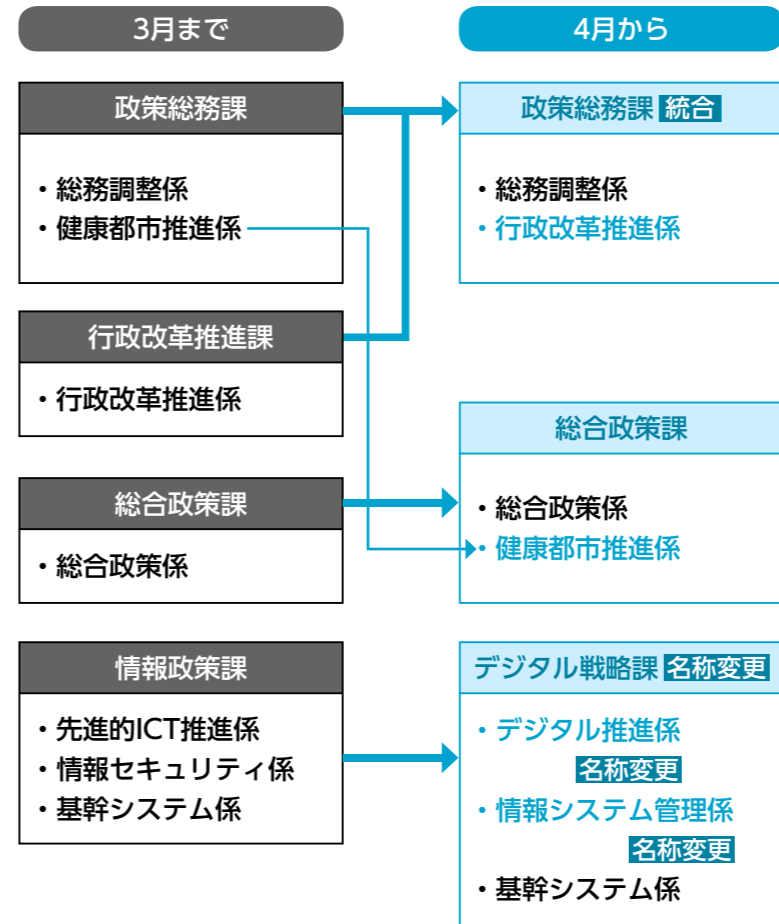 3月まで
政策総務課
・総務調整係
・健康都市推進係
行政改革推進課
・行政改革推進係
総合政策課
・総合政策係
情報政策課
・先進的ICT推進係
・情報セキュリティ係
・基幹システム係
4月から
政策総務課 統合
・総務調整係
・行政改革推進係
総合政策課
・総合政策係
・健康都市推進係
デジタル戦略課 名称変更
・デジタル推進係
名称変更
・情報システム管理係
名称変更
・基幹システム係